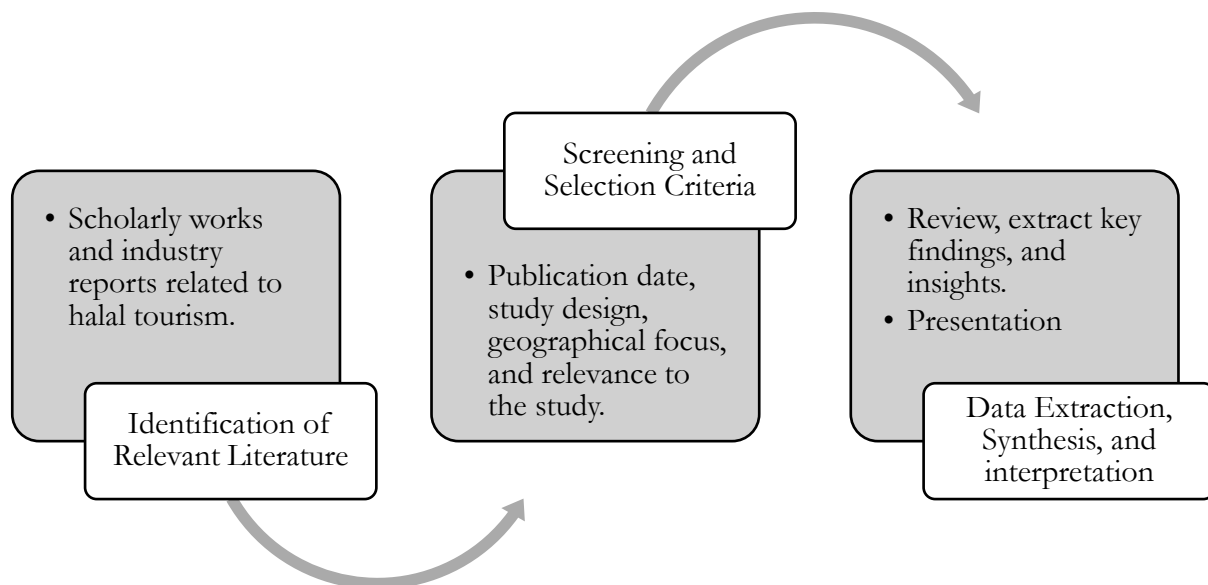 • Scholarly works
and industry
reports related to
halal tourism.
Identification of
Relevant Literature
Screening and
Selection Criteria
• Publication date,
study design,
geographical focus,
and relevance to
the study.
• Review, extract key
findings, and
insights.
• Presentation
Data Extraction,
Synthesis, and
interpretation